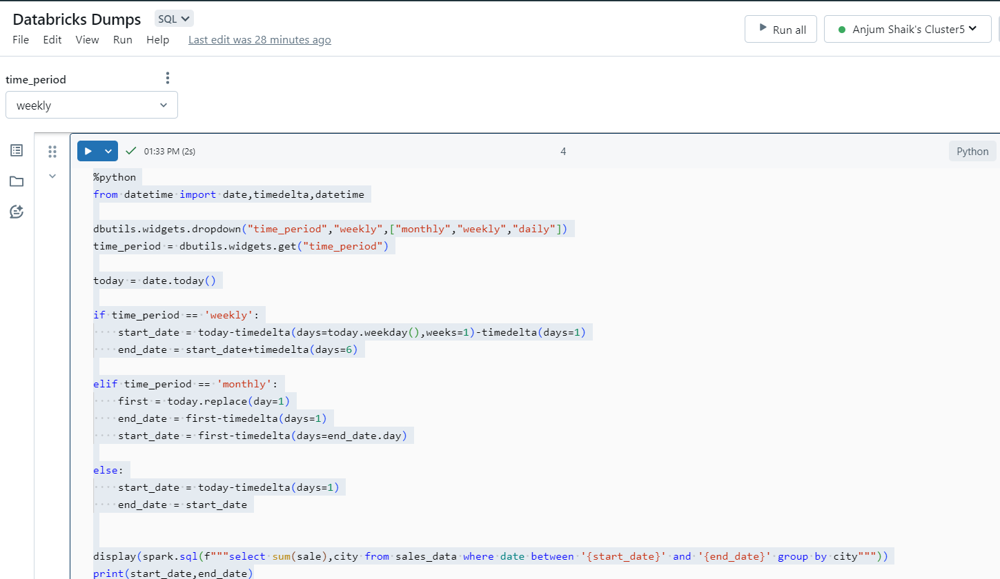 Databricks Dumps SQL
File Edit View Run Help Last edit was 28 minutes ago
Run all
Anjum Shaik's Cluster5
time_period
weekly
01:33 PM (2s)
4
Python
%python
from datetime import date,timedelta,datetime
dbutils.widgets.dropdown("time_period","weekly",["monthly","weekly","daily"])
time_period = dbutils.widgets.get("time_period")
today = date.today()
if time_period == 'weekly':
    start_date = today-timedelta(days=today.weekday(),weeks=1)-timedelta(days=1)
    end_date = start_date+timedelta(days=6)
elif time_period == 'monthly':
    first = today.replace(day=1)
    end_date = first-timedelta(days=1)
    start_date = first-timedelta(days=end_date.day)
else:
    start_date = today-timedelta(days=1)
    end_date = start_date
display(spark.sql(f"""select sum(sale),city from sales_data where date between '{start_date}' and '{end_date}' group by city"""))
print(start_date,end_date)